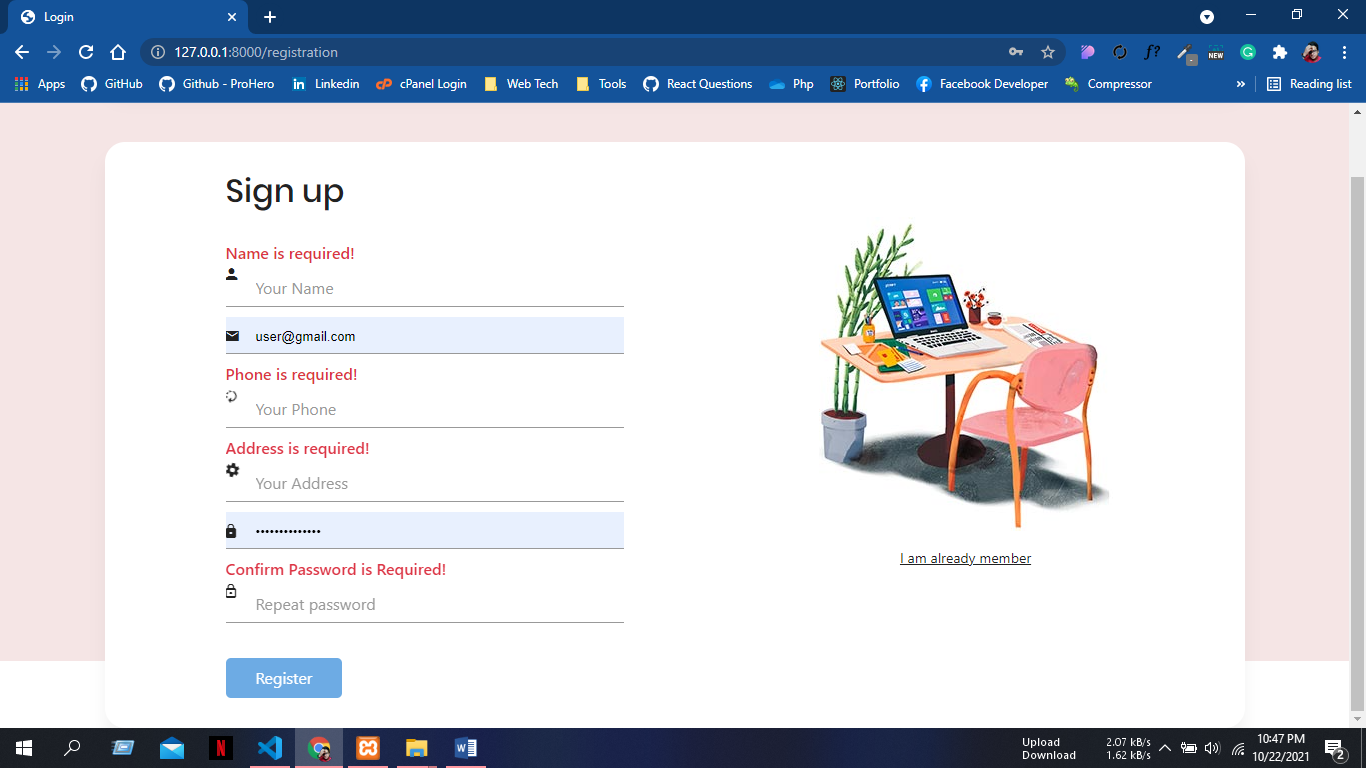 Login
127.0.0.1:8000/registration
f?
NEW
Apps GitHub Github - ProHero Linkedin cPanel Login Web Tech Tools React Questions Php Portfolio Facebook Developer Compressor » Reading list
Sign up
Name is required!
Your Name
user@gmail.com
Phone is required!
Your Phone
Address is required!
Your Address
••••••••••••••
Confirm Password is Required!
Repeat password
Register
I am already member
Upload 2.07 kB/s
Download 1.62 kB/s
10:47 PM
10/22/2021
2